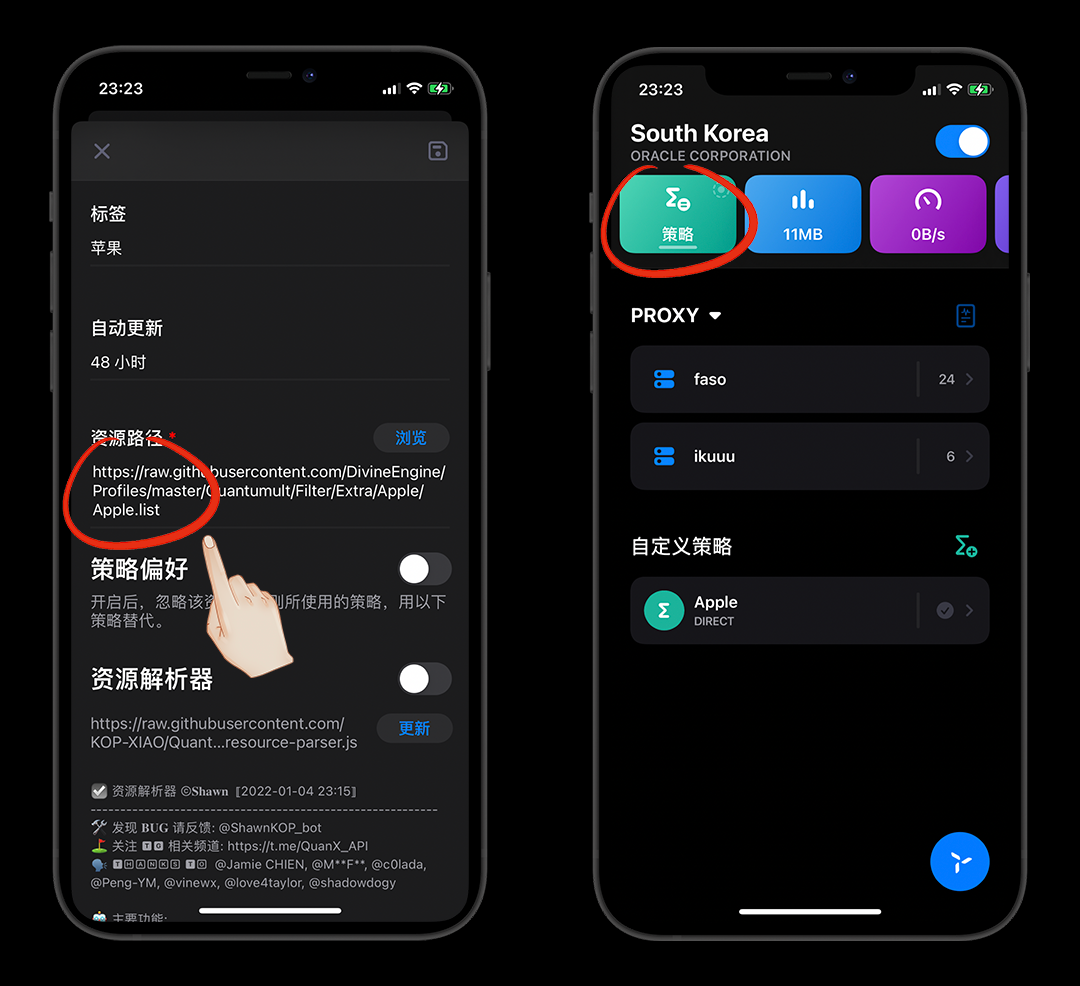 23:23
标签
苹果
自动更新
48 小时
资源路径 *
浏览
https://raw.githubusercontent.com/DivineEngine/
Profiles/master/Quantumult/Filter/Extra/Apple/
Apple.list
策略偏好
开启后，忽略该资 则所使用的策略，用以下
策略替代。
资源解析器
https://raw.githubusercontent.com/
KOP-XIAO/Quant...resource-parser.js
更新
☑️ 资源解析器 ©𝐒𝐡𝐚𝐰𝐧 ⟦2022-01-04 23:15⟧
----------------------------------------------------------
🛠 发现 𝐁𝐔𝐆 请反馈: @ShawnKOP_bot
⛳️ 关注 🆃🅶 相关频道: https://t.me/QuanX_API
🗣 🆃🄷🄰🄽🄺🅂 🆃🄾 @Jamie CHIEN, @M**F**, @c0lada,
@Peng-YM, @vinewx, @love4taylor, @shadowdogy
🤖 主要功能:
23:23
South Korea
ORACLE CORPORATION
策略
11MB
0B/s
PROXY
faso
24
ikuuu
6
自定义策略
Apple
DIRECT